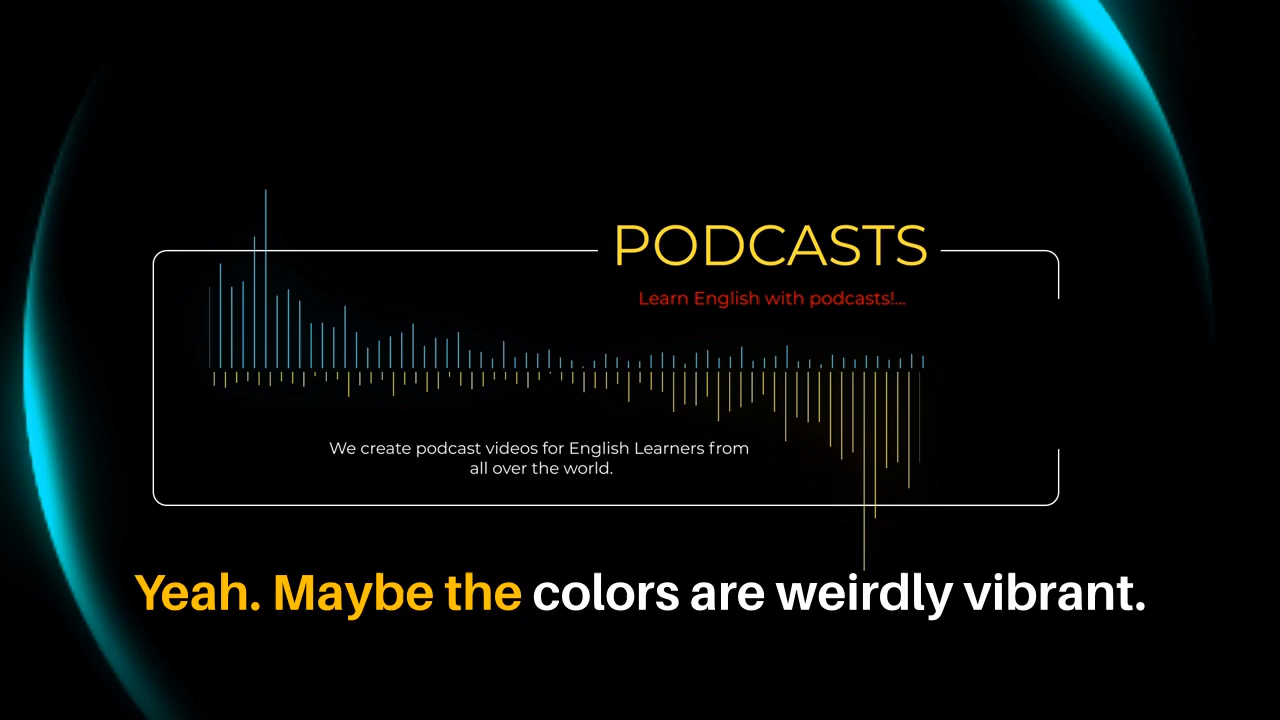 PODCASTS
Learn English with podcasts!...
We create podcast videos for English Learners from
all over the world.
Yeah. Maybe the colors are weirdly vibrant.